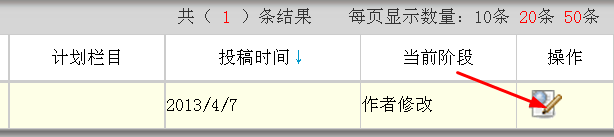 共（ 1 ）条结果 每页显示数量：10条 20条 50条
计划栏目 投稿时间↓ 当前阶段 操作
2013/4/7 作者修改